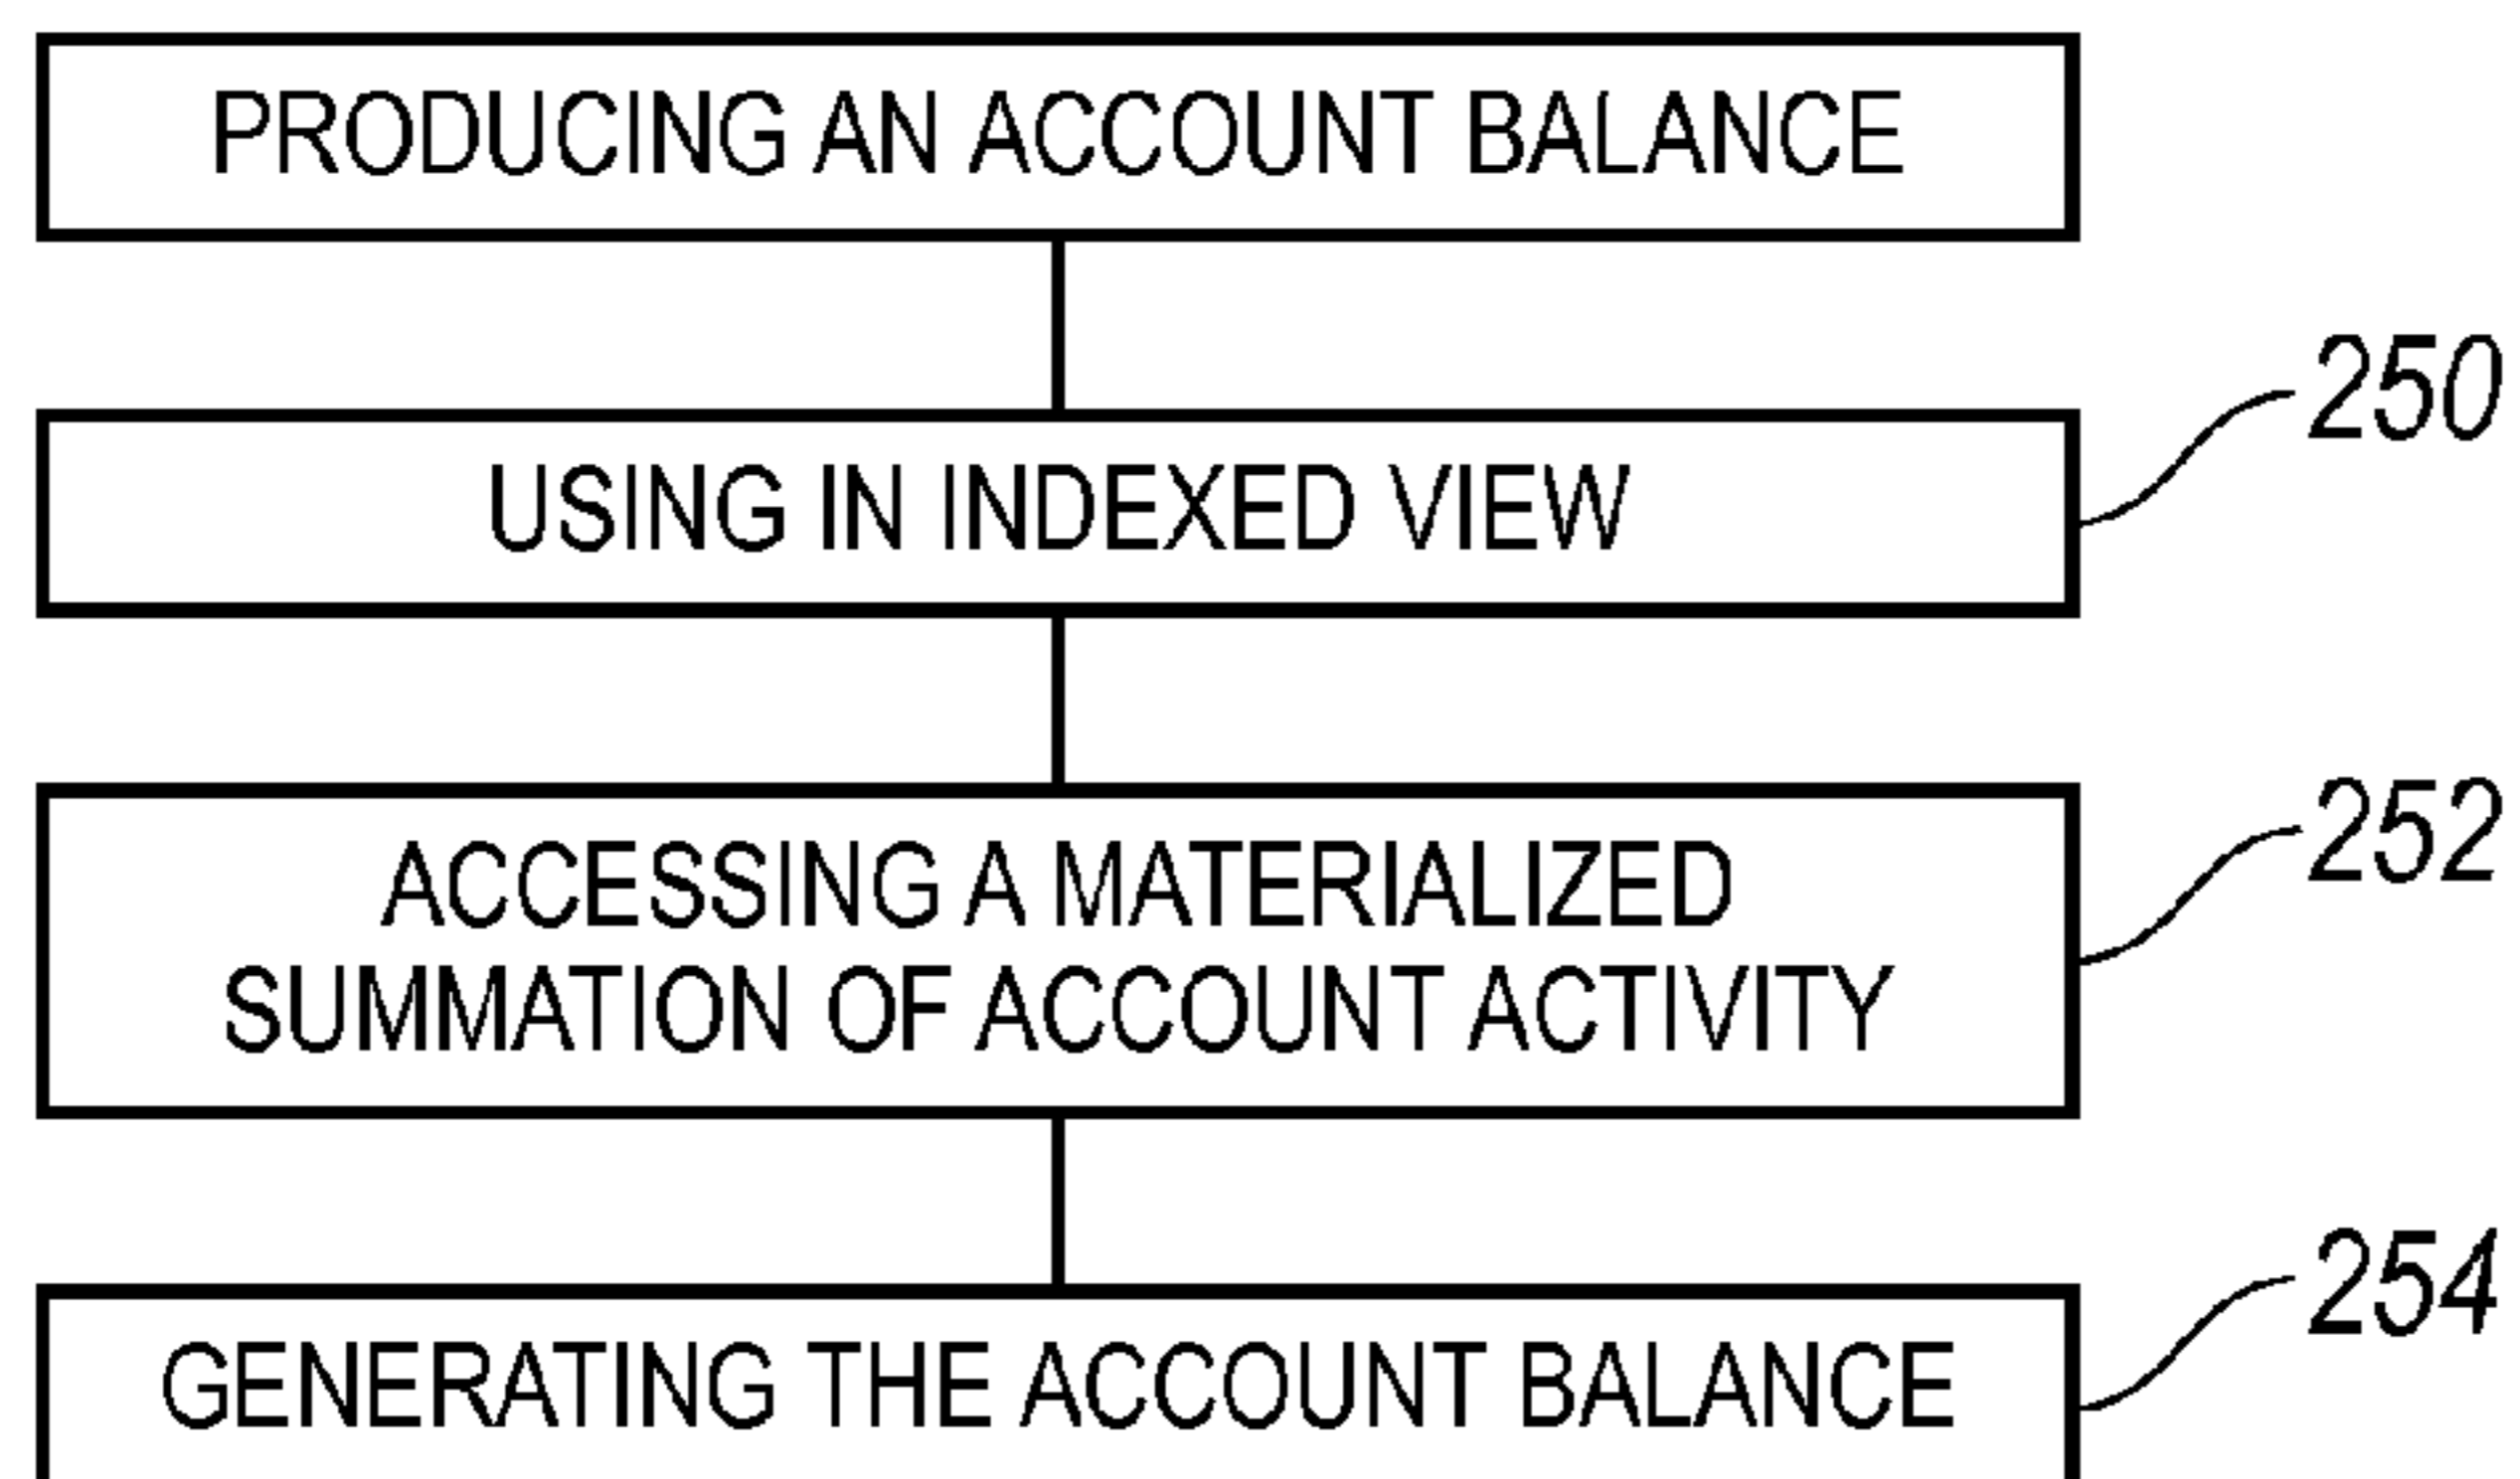 PRODUCING AN ACCOUNT BALANCE
250
USING IN INDEXED VIEW
252
ACCESSING A MATERIALIZED
SUMMATION OF ACCOUNT ACTIVITY
254
GENERATING THE ACCOUNT BALANCE